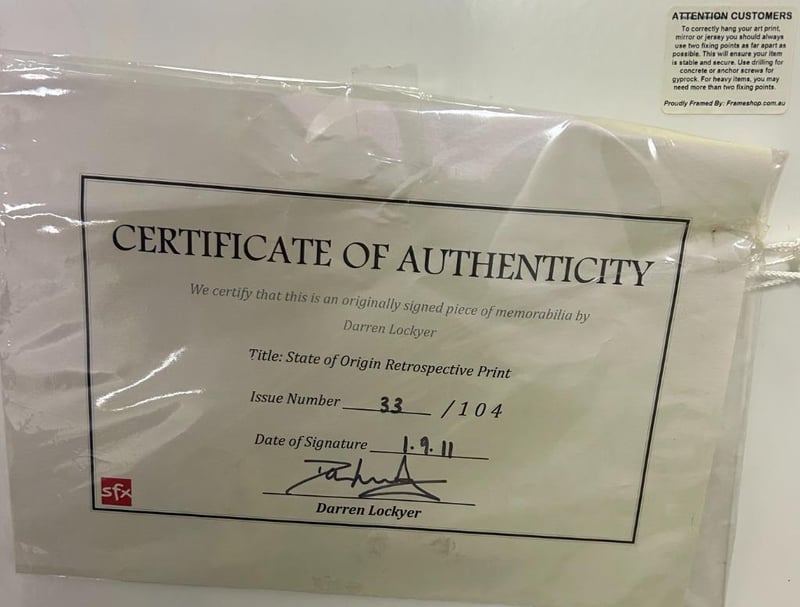 ATTENTION CUSTOMERS
To correctly hang your art print,
mirror or jersey you should always
use two fixing points as far apart as
possible. This will ensure your item
is stable and secure. Use drilling for
concrete or anchor screws for
gyprock. For heavy items, you may
need more than two fixing points.
Proudly Framed By: Frameshop.com.au
CERTIFICATE OF AUTHENTICITY
We certify that this is an originally signed piece of memorabilia by
Darren Lockyer
Title: State of Origin Retrospective Print
Issue Number 33 /104
Date of Signature 1.9.11
sfx
Darren Lockyer